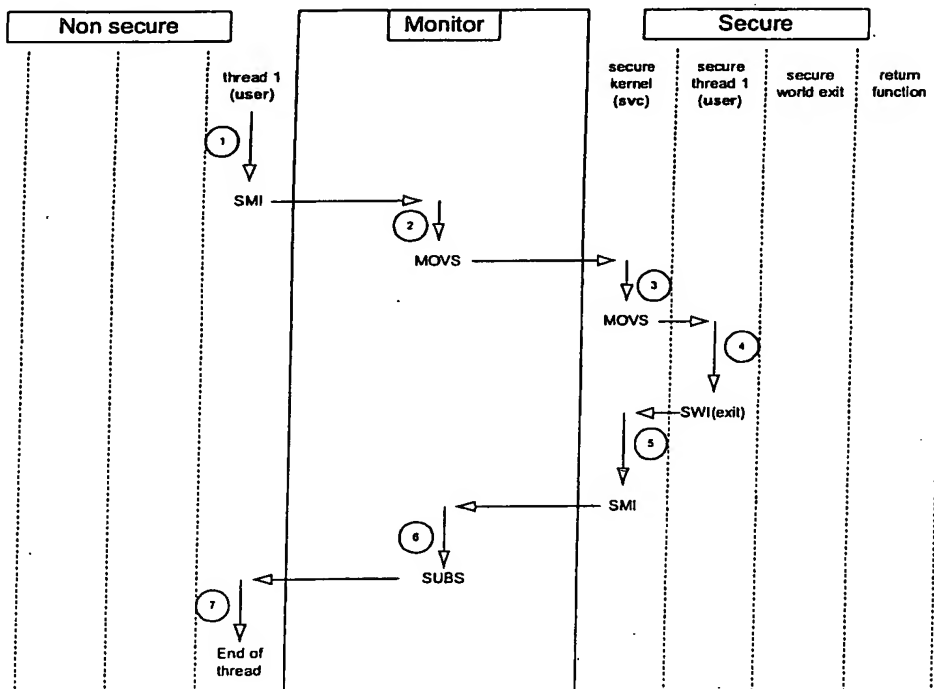 Non secure
Monitor
Secure
thread 1
(user)
secure
kernel
(svc)
secure
thread 1
(user)
secure
world exit
return
function
1
SMI
2
MOVS
3
MOVS
4
SWI(exit)
5
SMI
6
SUBS
7
End of
thread